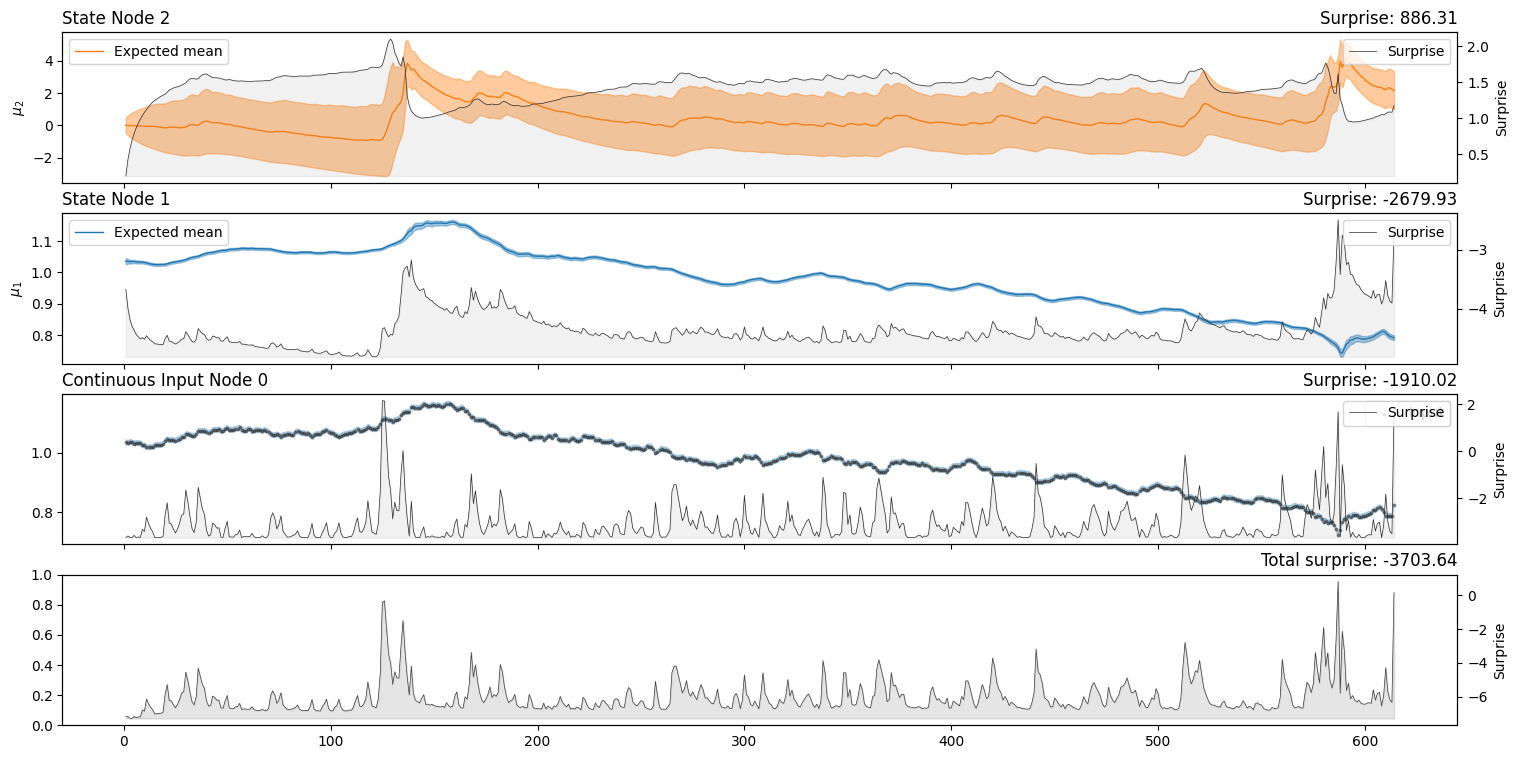 State Node 2
Surprise: 886.31
Expected mean
Surprise
4
2
0
−2
μ2
2.0
1.5
1.0
0.5
Surprise
State Node 1
Surprise: -2679.93
Expected mean
Surprise
1.1
1.0
0.9
0.8
μ1
−3
−4
Surprise
Continuous Input Node 0
Surprise: -1910.02
Surprise
1.0
0.8
2
0
−2
Surprise
Total surprise: -3703.64
1.0
0.8
0.6
0.4
0.2
0.0
0
−2
−4
−6
Surprise
0 100 200 300 400 500 600